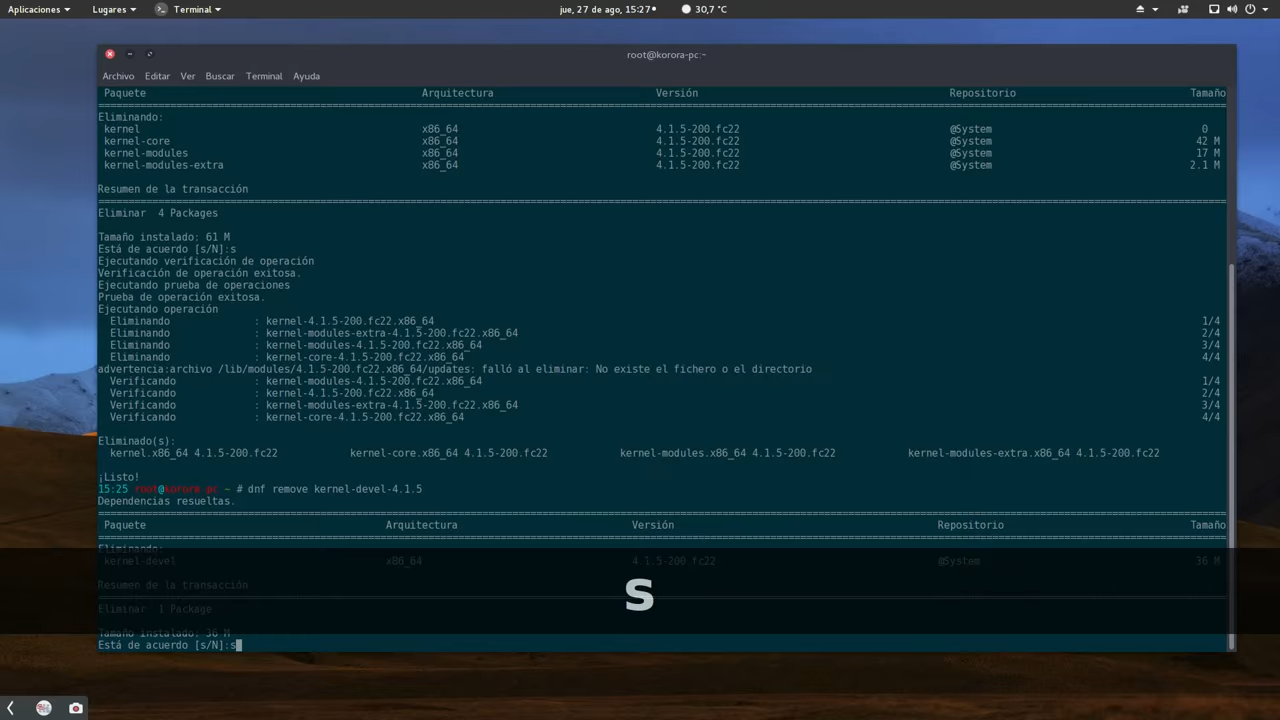 Aplicaciones Lugares Terminal jue, 27 de ago, 15:27 30,7 °C
root@korora-pc:~
Archivo Editar Ver Buscar Terminal Ayuda
Paquete Arquitectura Versión Repositorio Tamaño
Eliminando:
kernel x86_64 4.1.5-200.fc22 @System 0
kernel-core x86_64 4.1.5-200.fc22 @System 42 M
kernel-modules x86_64 4.1.5-200.fc22 @System 17 M
kernel-modules-extra x86_64 4.1.5-200.fc22 @System 2.1 M
Resumen de la transacción
Eliminar 4 Packages
Tamaño instalado: 61 M
Está de acuerdo [s/N]:s
Ejecutando verificación de operación
Verificación de operación exitosa.
Ejecutando prueba de operaciones
Prueba de operación exitosa.
Ejecutando operación
Eliminando : kernel-4.1.5-200.fc22.x86_64 1/4
Eliminando : kernel-modules-extra-4.1.5-200.fc22.x86_64 2/4
Eliminando : kernel-modules-4.1.5-200.fc22.x86_64 3/4
Eliminando : kernel-core-4.1.5-200.fc22.x86_64 4/4
advertencia:archivo /lib/modules/4.1.5-200.fc22.x86_64/updates: falló al eliminar: No existe el fichero o el directorio
Verificando : kernel-modules-4.1.5-200.fc22.x86_64 1/4
Verificando : kernel-4.1.5-200.fc22.x86_64 2/4
Verificando : kernel-modules-extra-4.1.5-200.fc22.x86_64 3/4
Verificando : kernel-core-4.1.5-200.fc22.x86_64 4/4
Eliminado(s):
kernel.x86_64 4.1.5-200.fc22 kernel-core.x86_64 4.1.5-200.fc22 kernel-modules.x86_64 4.1.5-200.fc22 kernel-modules-extra.x86_64 4.1.5-200.fc22
¡Listo!
15:25 root@korora-pc ~ # dnf remove kernel-devel-4.1.5
Dependencias resueltas.
Paquete Arquitectura Versión Repositorio Tamaño
Eliminando:
kernel-devel x86_64 4.1.5-200.fc22 @System 36 M
Resumen de la transacción
s
Eliminar 1 Package
Tamaño instalado: 36 M
Está de acuerdo [s/N]:s